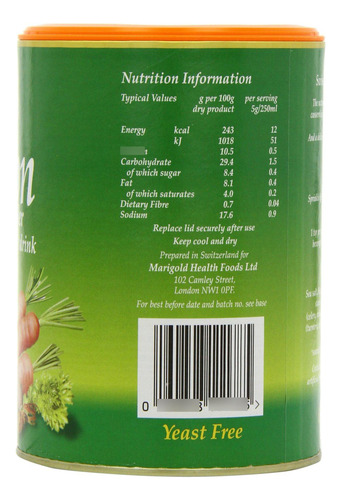 Nutrition Information
Typical Values g per 100g per serving
dry product 5g/250ml
Energy kcal 243 12
kJ 1018 51
10.5 0.5
Carbohydrate 29.4 1.5
of which sugar 8.4 0.4
Fat 8.1 0.4
of which saturates 4.0 0.2
Dietary Fibre 0.7 0.04
Sodium 17.6 0.9
Replace lid securely after use
Keep cool and dry
Prepared in Switzerland for
Marigold Health Foods Ltd
102 Camley Street,
London NW1 0PF.
For best before date and batch no. see base
drink
Yeast Free